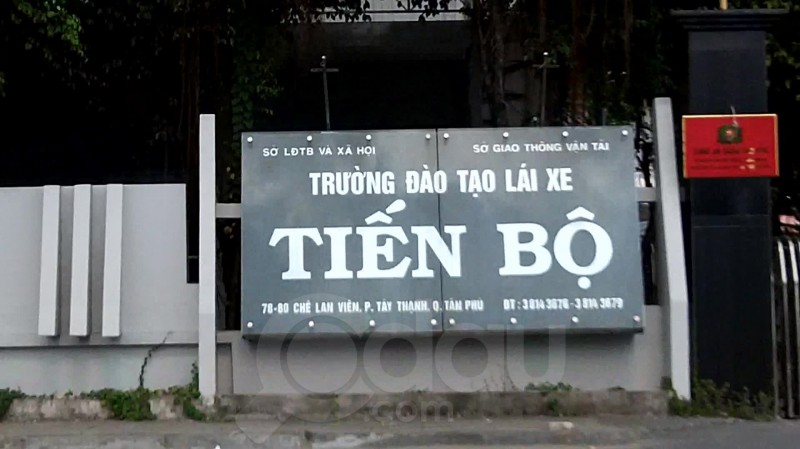 SỞ LĐTB VÀ XÃ HỘI
SỞ GIAO THÔNG VẬN TẢI
TRƯỜNG ĐÀO TẠO LÁI XE
TIẾN BỘ
78-80 CHẾ LAN VIÊN, P. TÂY THẠNH, Q. TÂN PHÚ
ĐT : 3 814 3676 - 3 814 3679
.com